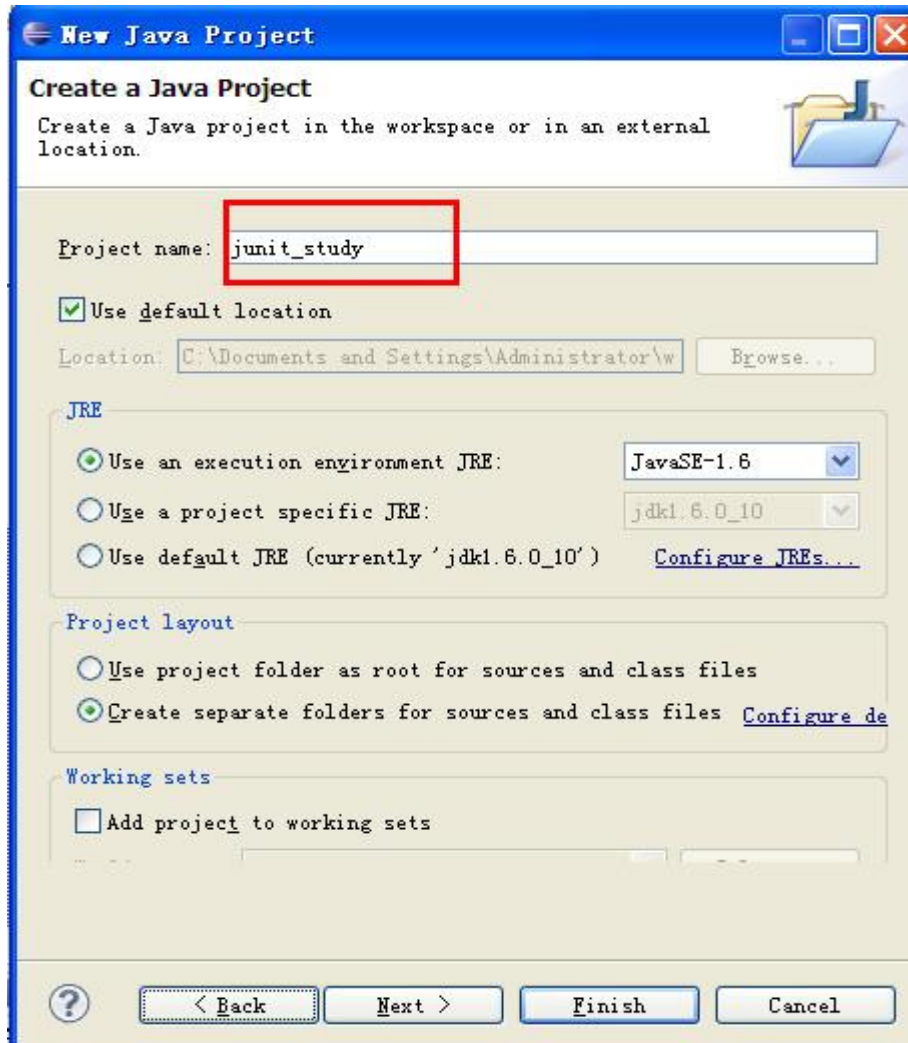 New Java Project
Create a Java Project
Create a Java project in the workspace or in an external
location.
Project name: junit_study
Use default location
Location: C:\Documents and Settings\Administrator\w Browse...
JRE
Use an execution environment JRE: JavaSE-1.6
Use a project specific JRE: jdk1.6.0_10
Use default JRE (currently 'jdk1.6.0_10') Configure JREs...
Project layout
Use project folder as root for sources and class files
Create separate folders for sources and class files Configure de
Working sets
Add project to working sets
? < Back Next > Finish Cancel